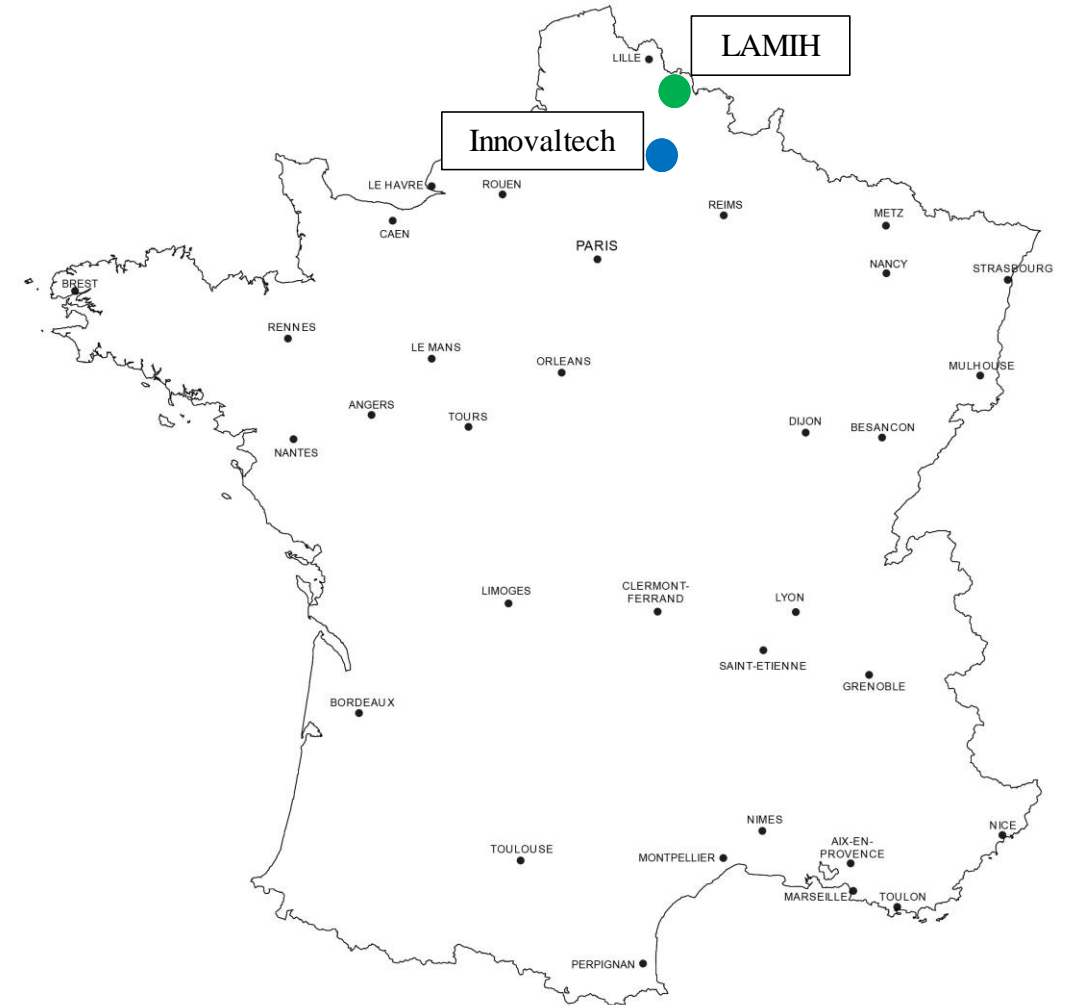 LAMIH
LILLE
Innovaltech
LE HAVRE
ROUEN
REIMS
METZ
CAEN
PARIS
NANCY
STRASBOURG
BREST
RENNES
LE MANS
ORLEANS
MULHOUSE
ANGERS
TOURS
DIJON
BESANCON
NANTES
LIMOGES
CLERMONT-
FERRAND
LYON
SAINT-ETIENNE
GRENOBLE
BORDEAUX
NIMES
NICE
TOULOUSE
MONTPELLIER
AIX-EN-
PROVENCE
MARSEILLE
TOULON
PERPIGNAN